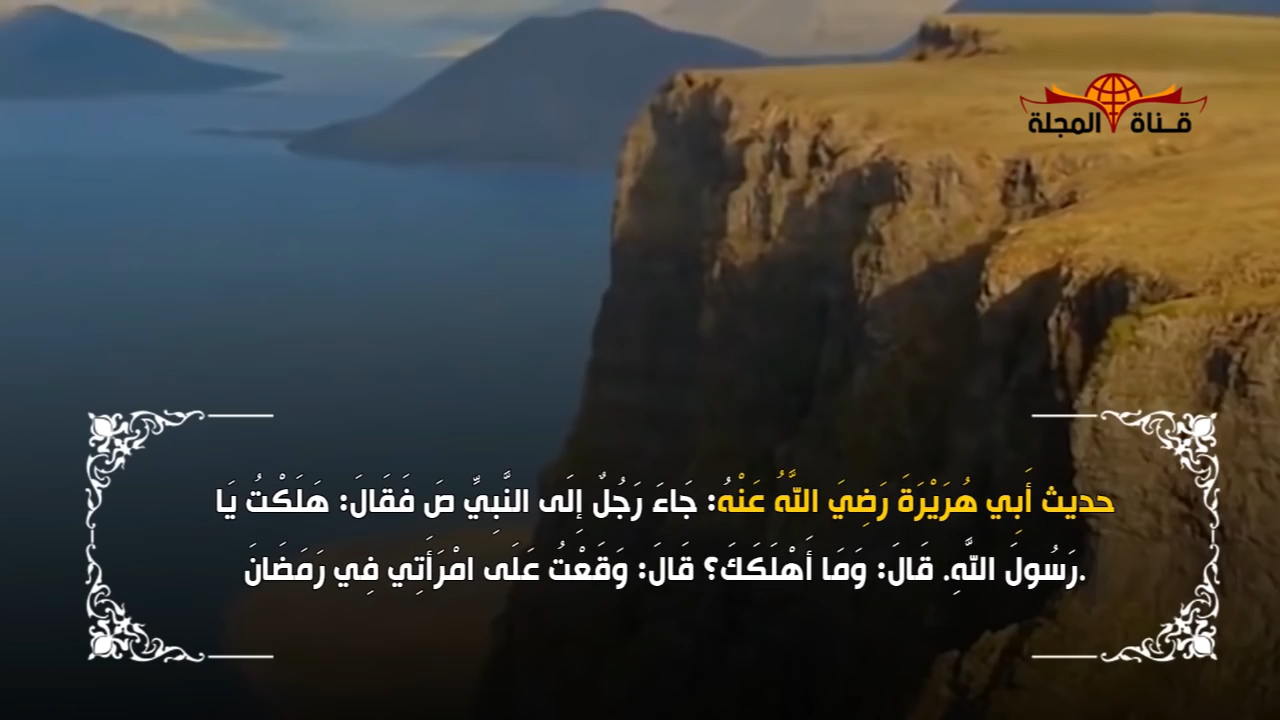 قناة المجلة
حديث أَبِي هُرَيْرَةَ رَضِيَ اللَّهُ عَنْهُ: جَاءَ رَجُلٌ إِلَى النَّبِيِّ صَ فَقَالَ: هَلَكْتُ يَا
رَسُولَ اللَّهِ. قَالَ: وَمَا أَهْلَكَكَ؟ قَالَ: وَقَعْتُ عَلَى امْرَأَتِي فِي رَمَضَانَ.